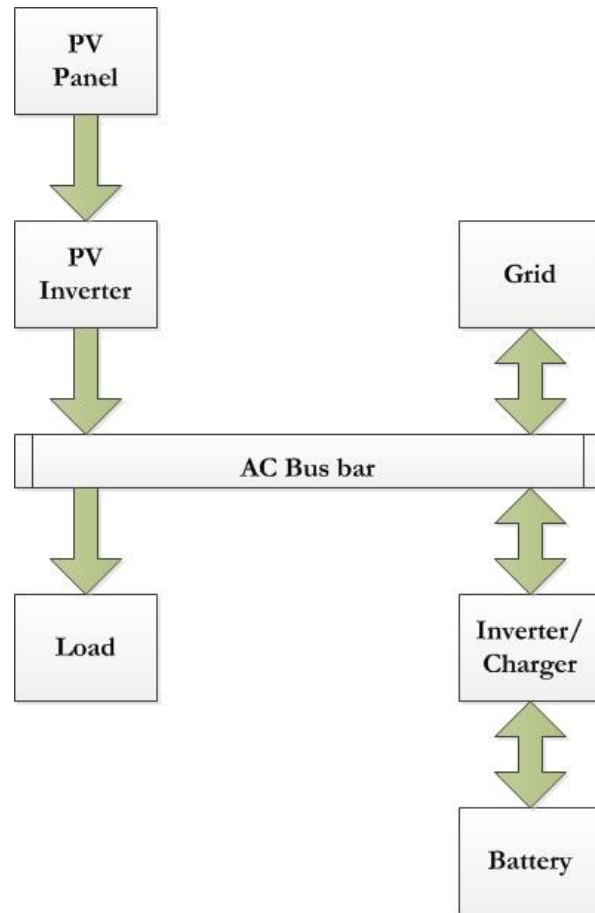 PV
Panel
PV
Inverter
Grid
AC Bus bar
Load
Inverter/
Charger
Battery